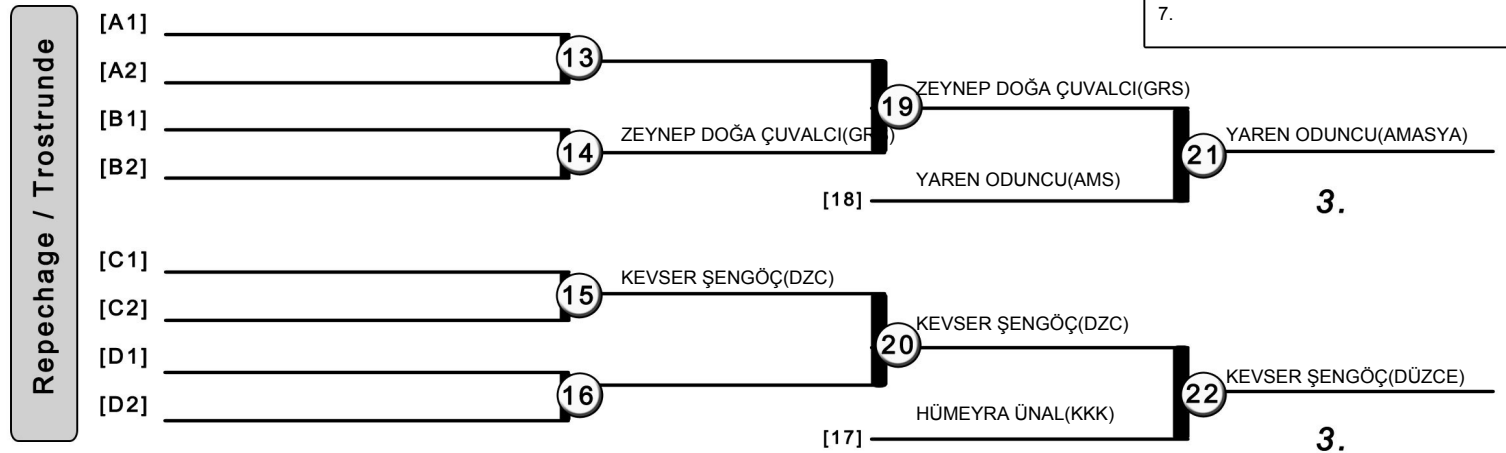 Repechage / Trostrunde
7.
[A1]
[A2]
13
[B1]
[B2]
14
ZEYNEP DOĞA ÇUVALCI(GRS)
19
ZEYNEP DOĞA ÇUVALCI(GRS)
[18]
YAREN ODUNCU(AMS)
21
YAREN ODUNCU(AMASYA)
3.
[C1]
[C2]
15
KEVSER ŞENGÖÇ(DZC)
[D1]
[D2]
16
20
KEVSER ŞENGÖÇ(DZC)
[17]
HÜMEYRA ÜNAL(KKK)
22
KEVSER ŞENGÖÇ(DÜZCE)
3.